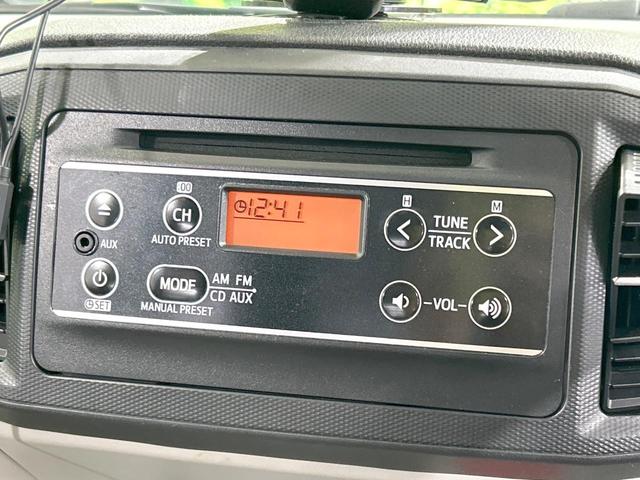 :00
H
M
12:41
CH
TUNE
TRACK
< >
AUX
AUTO PRESET
MODE
AM FM
CD AUX
-VOL-
SET
MANUAL PRESET